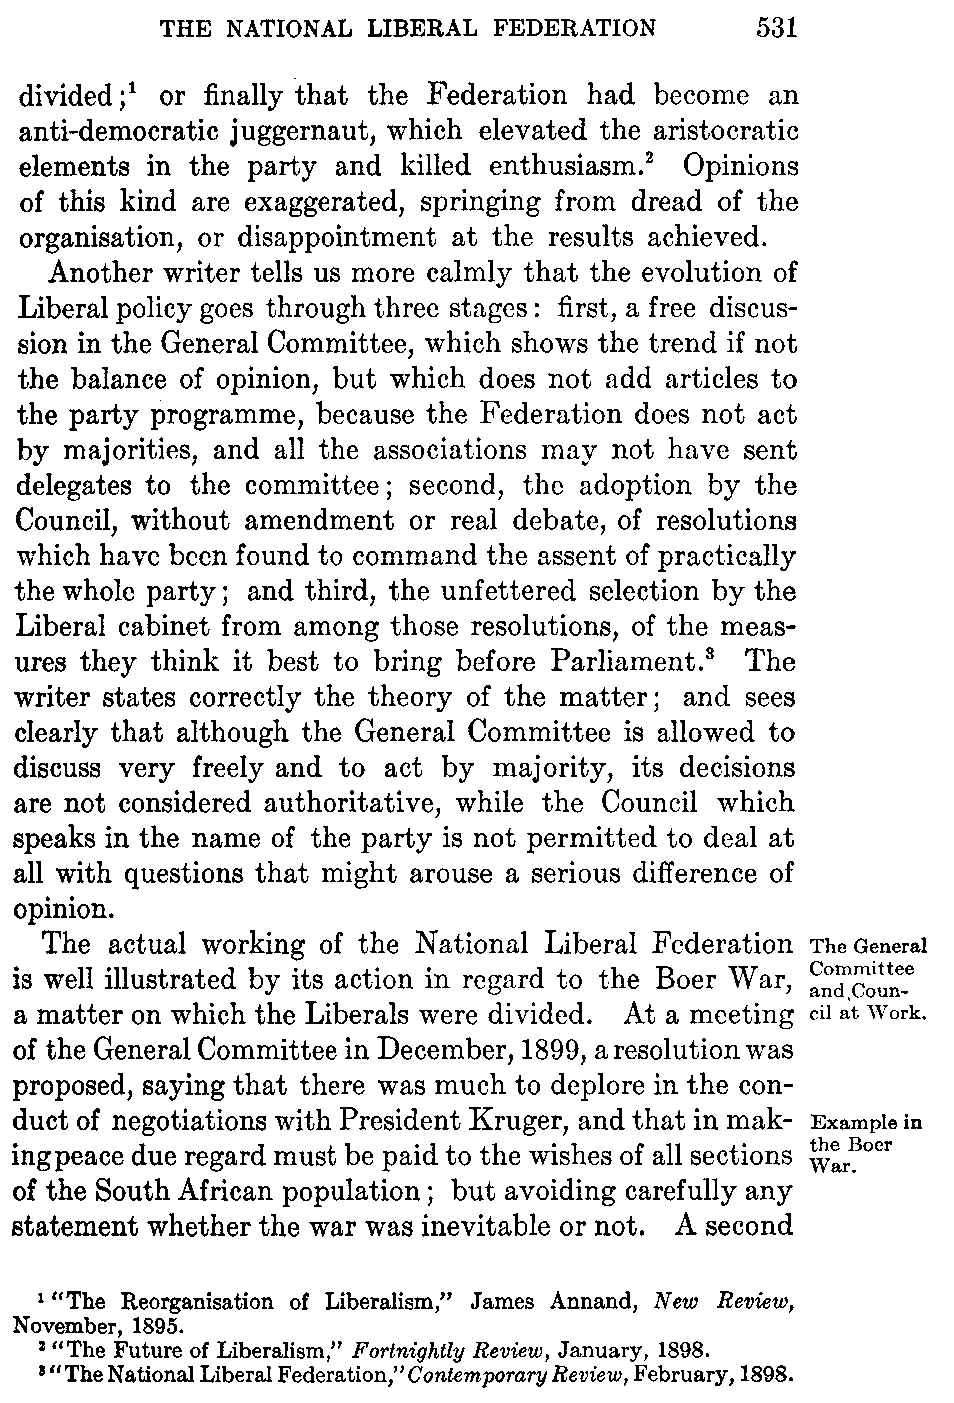 THE NATIONAL LIBERAL FEDERATION 531
divided;¹ or finally that the Federation had become an
anti-democratic juggernaut, which elevated the aristocratic
elements in the party and killed enthusiasm.² Opinions
of this kind are exaggerated, springing from dread of the
organisation, or disappointment at the results achieved.
Another writer tells us more calmly that the evolution of
Liberal policy goes through three stages: first, a free discus-
sion in the General Committee, which shows the trend if not
the balance of opinion, but which does not add articles to
the party programme, because the Federation does not act
by majorities, and all the associations may not have sent
delegates to the committee; second, the adoption by the
Council, without amendment or real debate, of resolutions
which have been found to command the assent of practically
the whole party; and third, the unfettered selection by the
Liberal cabinet from among those resolutions, of the meas-
ures they think it best to bring before Parliament.³ The
writer states correctly the theory of the matter; and sees
clearly that although the General Committee is allowed to
discuss very freely and to act by majority, its decisions
are not considered authoritative, while the Council which
speaks in the name of the party is not permitted to deal at
all with questions that might arouse a serious difference of
opinion.
The actual working of the National Liberal Federation
is well illustrated by its action in regard to the Boer War,
a matter on which the Liberals were divided. At a meeting
of the General Committee in December, 1899, a resolution was
proposed, saying that there was much to deplore in the con-
duct of negotiations with President Kruger, and that in mak-
ing peace due regard must be paid to the wishes of all sections
of the South African population; but avoiding carefully any
statement whether the war was inevitable or not. A second
The General
Committee
and Coun-
cil at Work.
Example in
the Boer
War.
¹ "The Reorganisation of Liberalism," James Annand, New Review,
November, 1895.
² "The Future of Liberalism," Fortnightly Review, January, 1898.
³ "The National Liberal Federation," Contemporary Review, February, 1898.